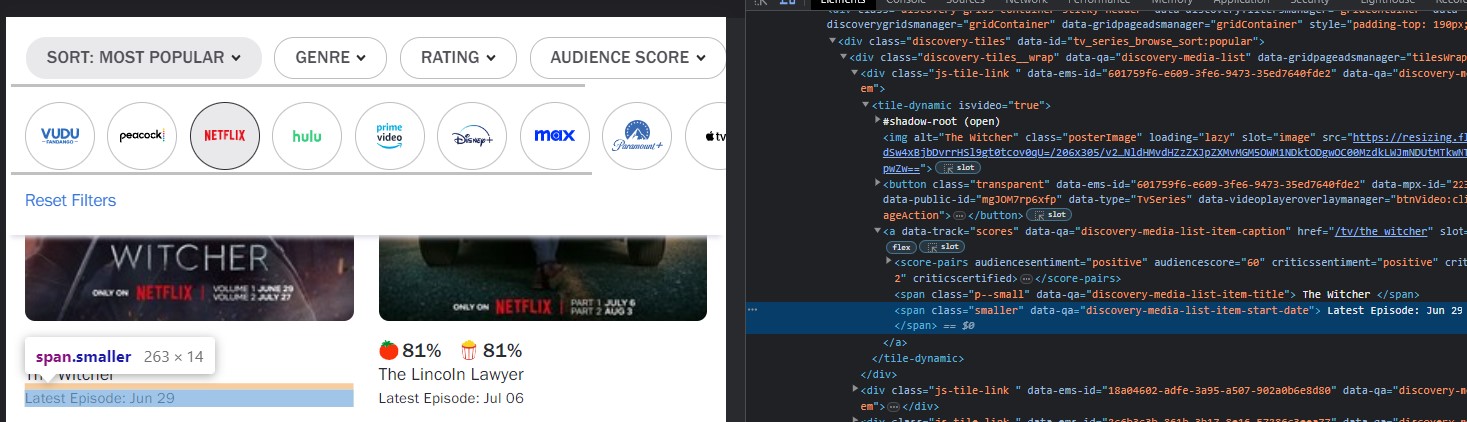 Elements Console Sources Network Performance Memory Application Security Lighthouse
SORT: MOST POPULAR
GENRE
RATING
AUDIENCE SCORE
VUDU
FANDANGO
peacock
NETFLIX
hulu
prime
video
Disney+
max
Paramount+
tv
Reset Filters
WITCHER
ONLY ON NETFLIX
VOLUME 1 JUNE 29
VOLUME 2 JULY 27
ONLY ON NETFLIX
PART 1 JULY 6
PART 2 AUG 3
span.smaller 263 × 14
81% 81%
The Witcher
The Lincoln Lawyer
Latest Episode: Jun 29
Latest Episode: Jul 06
discoverygridsmanager="gridContainer" data-gridpageadsmanager="gridContainer" style="padding-top: 190px;
<div class="discovery-tiles" data-id="tv_series_browse_sort:popular">
<div class="discovery-tiles__wrap" data-qa="discovery-media-list" data-gridpageadsmanager="tilesWrap
<div class="js-tile-link " data-ems-id="601759f6-e609-3fe6-9473-35ed7640fde2" data-qa="discovery-m
em">
<tile-dynamic isvideo="true">
#shadow-root (open)
<img alt="The Witcher" class="posterImage" loading="lazy" slot="image" src="https://resizing.fl
pwZw==">
slot
<button class="transparent" data-ems-id="601759f6-e609-3fe6-9473-35ed7640fde2" data-mpx-id="223
data-public-id="mgJOM7rp6xfp" data-type="TvSeries" data-videoplayeroverlaymanager="btnVideo:cli
ageAction">…</button> slot
<a data-track="scores" data-qa="discovery-media-list-item-caption" href="/tv/the_witcher" slot=
flex slot
<score-pairs audiencesentiment="positive" audiencescore="60" criticssentiment="positive" crit
2" criticscertified>…</score-pairs>
<span class="p--small" data-qa="discovery-media-list-item-title"> The Witcher </span>
<span class="smaller" data-qa="discovery-media-list-item-start-date"> Latest Episode: Jun 29
</span> == $0
</a>
</tile-dynamic>
</div>
<div class="js-tile-link " data-ems-id="18a04602-adfe-3a95-a507-902a0b6e8d80" data-qa="discovery-m
em">…</div>